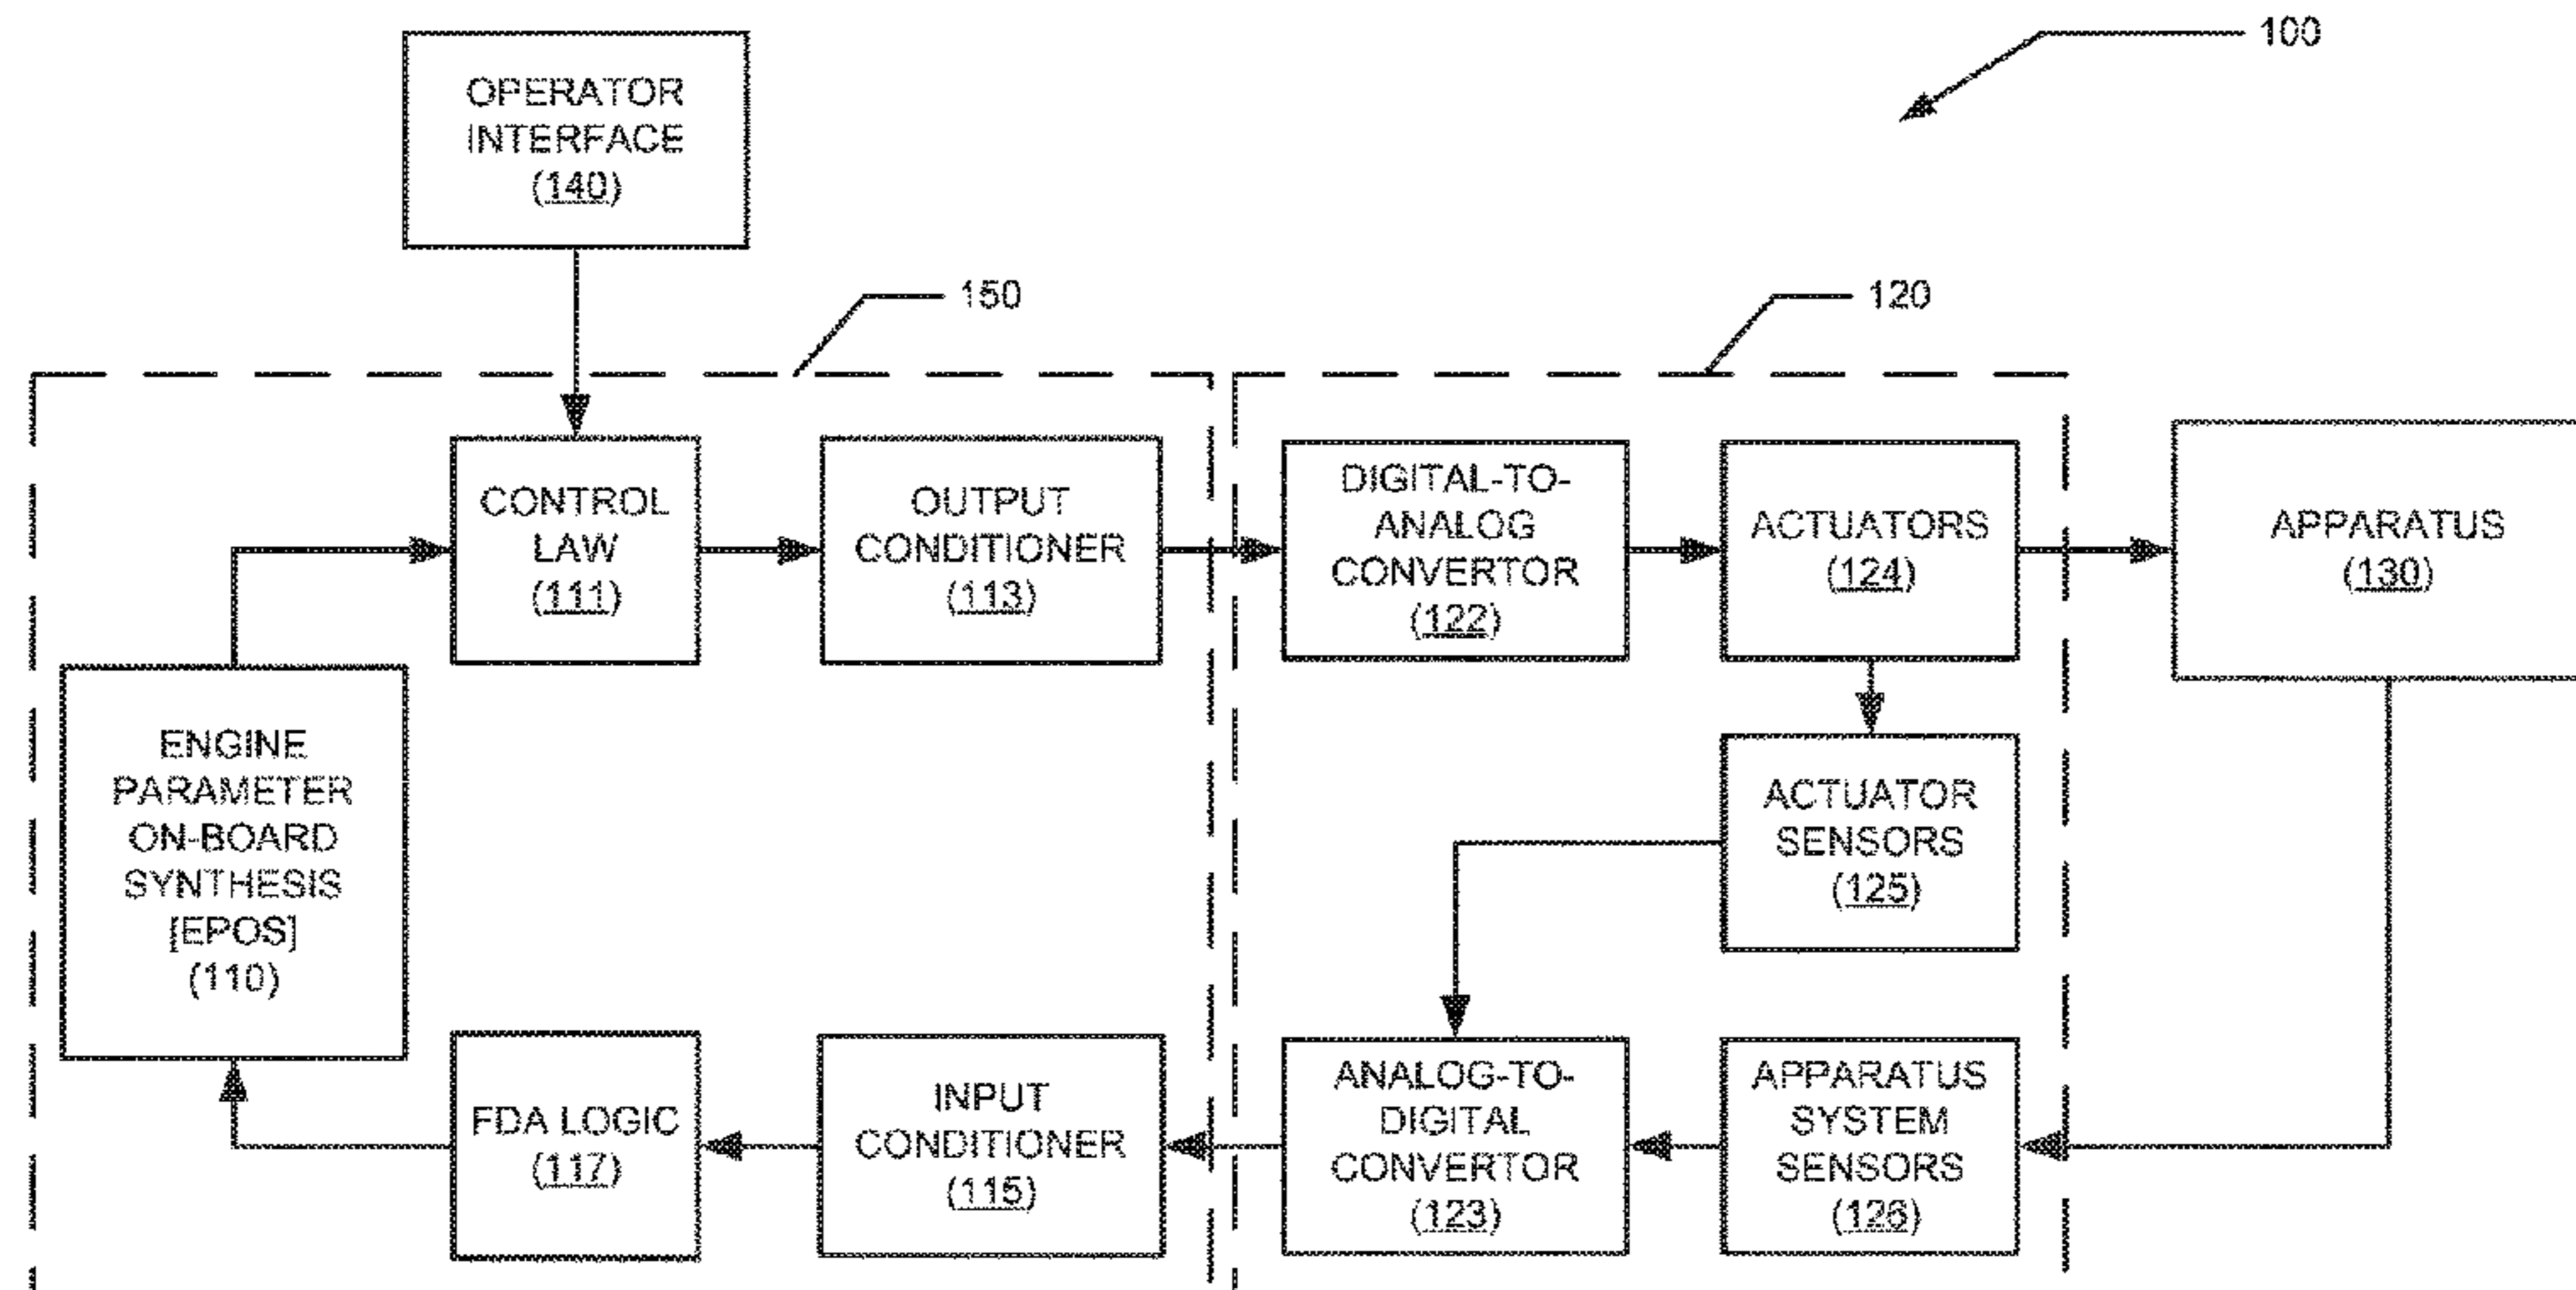 100
OPERATOR
INTERFACE
(140)
150
120
CONTROL
LAW
(111)
OUTPUT
CONDITIONER
(113)
DIGITAL-TO-
ANALOG
CONVERTOR
(122)
ACTUATORS
(124)
APPARATUS
(130)
ENGINE
PARAMETER
ON-BOARD
SYNTHESIS
[EPOS]
(110)
ACTUATOR
SENSORS
(125)
FDA LOGIC
(117)
INPUT
CONDITIONER
(115)
ANALOG-TO-
DIGITAL
CONVERTOR
(123)
APPARATUS
SYSTEM
SENSORS
(126)